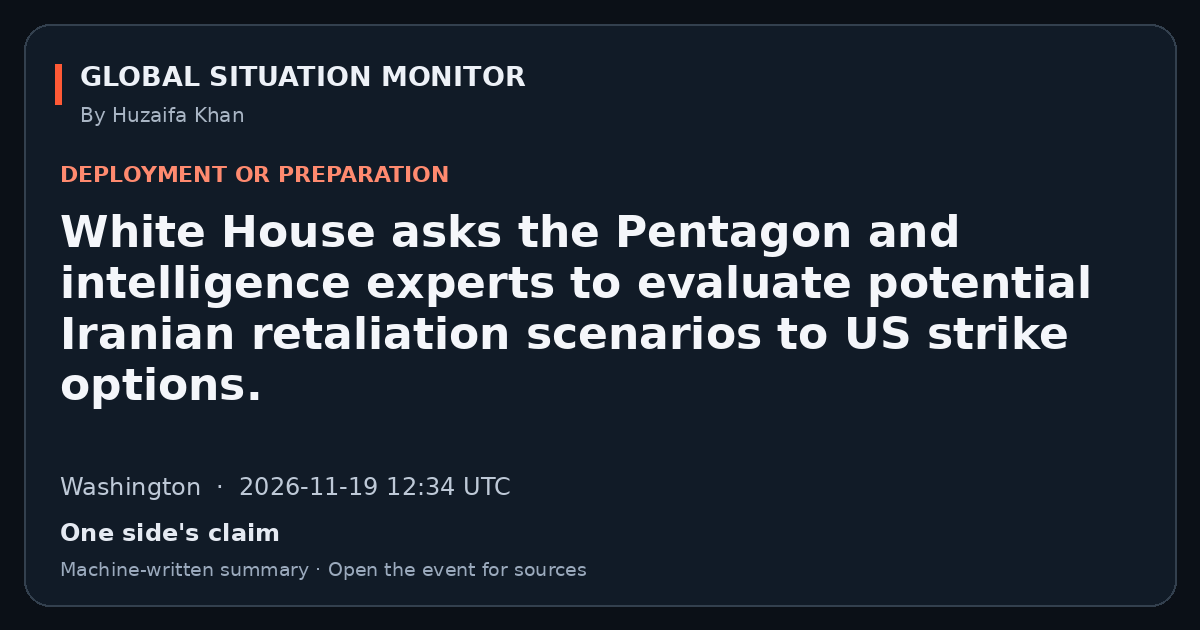 GLOBAL SITUATION MONITOR
By Huzaifa Khan
DEPLOYMENT OR PREPARATION
White House asks the Pentagon and
intelligence experts to evaluate potential
Iranian retaliation scenarios to US strike
options.
Washington · 2026-11-19 12:34 UTC
One side's claim
Machine-written summary · Open the event for sources